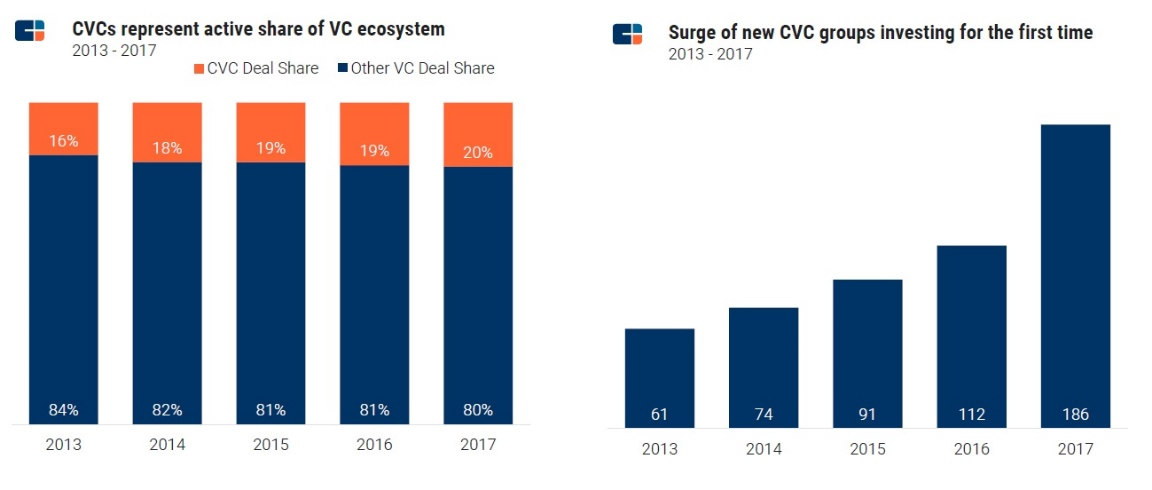 CVCs represent active share of VC ecosystem
2013 - 2017
CVC Deal Share Other VC Deal Share
16% 18% 19% 19% 20%
84% 82% 81% 81% 80%
2013 2014 2015 2016 2017
Surge of new CVC groups investing for the first time
2013 - 2017
61 74 91 112 186
2013 2014 2015 2016 2017